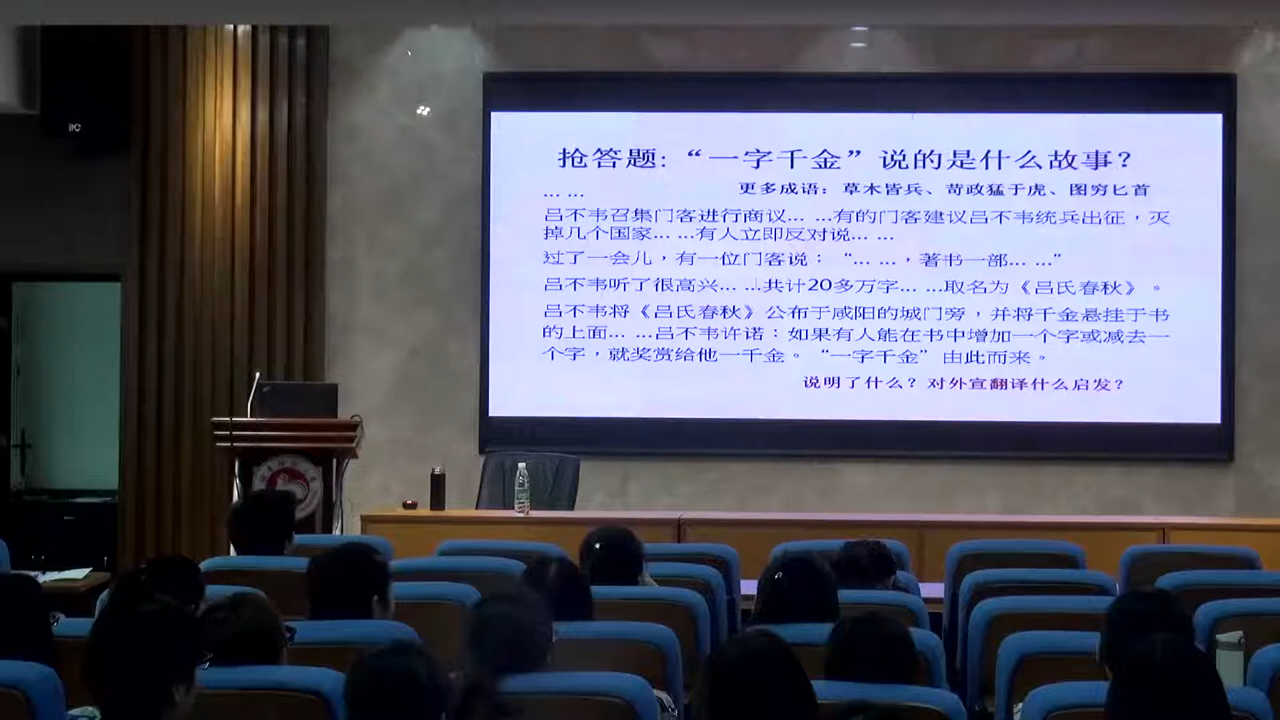 抢答题:“一字千金”说的是什么故事?
... ...
更多成语:草木皆兵、苛政猛于虎、图穷匕首
吕不韦召集门客进行商议... ...有的门客建议吕不韦统兵出征,灭
掉几个国家... ...有人立即反对说... ...
过了一会儿,有一位门客说:“... ...,著书一部... ...”
吕不韦听了很高兴... ...共计20多万字... ...取名为《吕氏春秋》。
吕不韦将《吕氏春秋》公布于咸阳的城门旁,并将千金悬挂于书
的上面... ...吕不韦许诺:如果有人能在书中增加一个字或减去一
个字,就奖赏给他一千金。“一字千金”由此而来。
说明了什么?对外宣翻译什么启发?